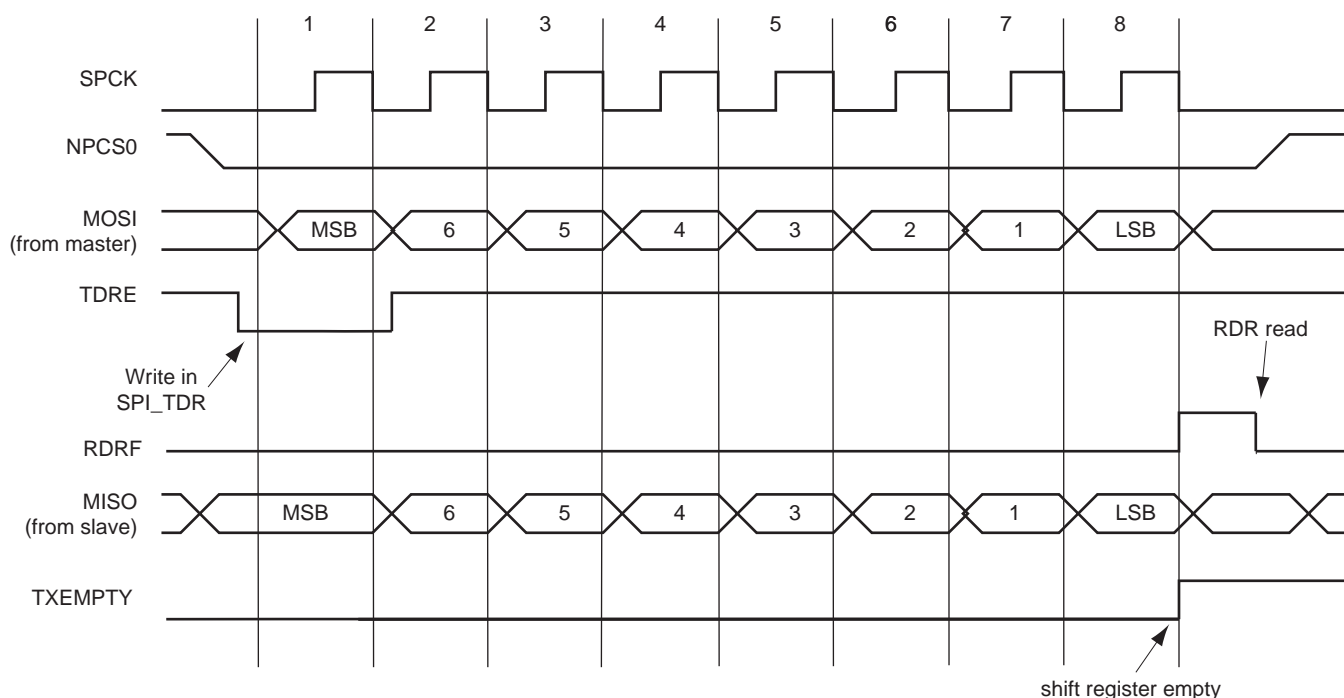 1 2 3 4 5 6 7 8
SPCK
NPCS0
MOSI
(from master)
MSB 6 5 4 3 2 1 LSB
TDRE
RDR read
Write in
SPI_TDR
RDRF
MISO
(from slave)
MSB 6 5 4 3 2 1 LSB
TXEMPTY
shift register empty